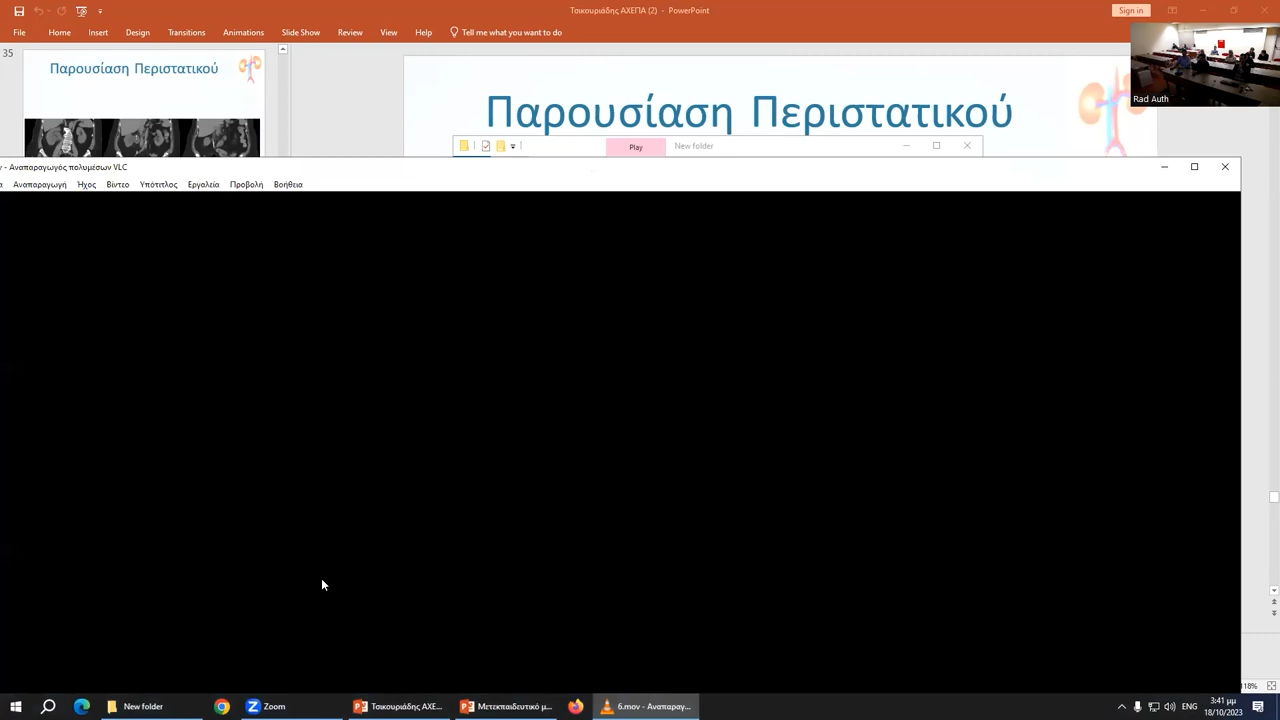 Τσικουριάδης ΑΧΕΠΑ (2) - PowerPoint
Sign in
File Home Insert Design Transitions Animations Slide Show Review View Help Tell me what you want to do
35
Παρουσίαση Περιστατικού
Παρουσίαση Περιστατικού
Rad Auth
Play
New folder
- Αναπαραγωγός πολυμέσων VLC
Αναπαραγωγή Ήχος Βίντεο Υπότιτλος Εργαλεία Προβολή Βοήθεια
118%
New folder
Zoom
Τσικουριάδης ΑΧΕ...
Μετεκπαιδευτικό μ...
6.mov - Αναπαραγ...
ENG
3:41 μμ
18/10/2023